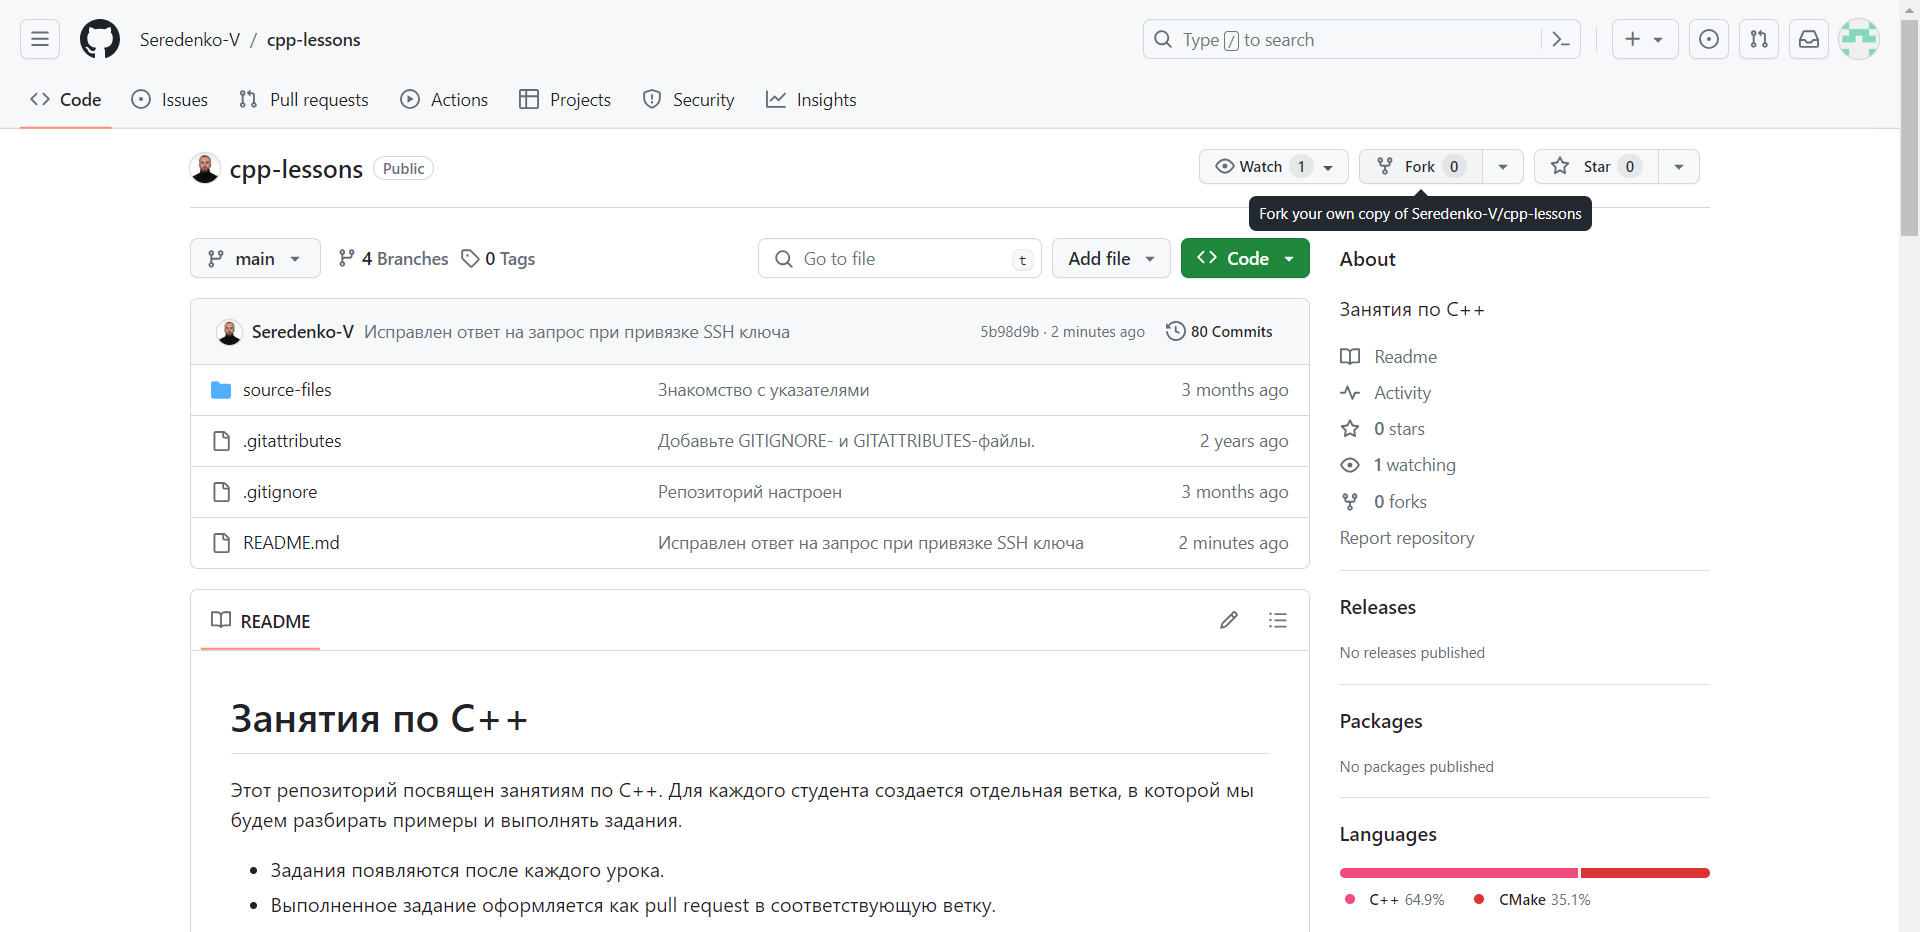 Seredenko-V / cpp-lessons
Type / to search
Code Issues Pull requests Actions Projects Security Insights
cpp-lessons Public
Watch 1 Fork 0 Star 0
Fork your own copy of Seredenko-V/cpp-lessons
main 4 Branches 0 Tags
Go to file t Add file Code
Seredenko-V Исправлен ответ на запрос при привязке SSH ключа 5b98d9b · 2 minutes ago 80 Commits
source-files Знакомство с указателями 3 months ago
.gitattributes Добавьте GITIGNORE- и GITATTRIBUTES-файлы. 2 years ago
.gitignore Репозиторий настроен 3 months ago
README.md Исправлен ответ на запрос при привязке SSH ключа 2 minutes ago
README
Занятия по C++
Этот репозиторий посвящен занятиям по C++. Для каждого студента создается отдельная ветка, в которой мы
будем разбирать примеры и выполнять задания.
• Задания появляются после каждого урока.
• Выполненное задание оформляется как pull request в соответствующую ветку.
About
Занятия по C++
Readme
Activity
0 stars
1 watching
0 forks
Report repository
Releases
No releases published
Packages
No packages published
Languages
C++ 64.9% CMake 35.1%